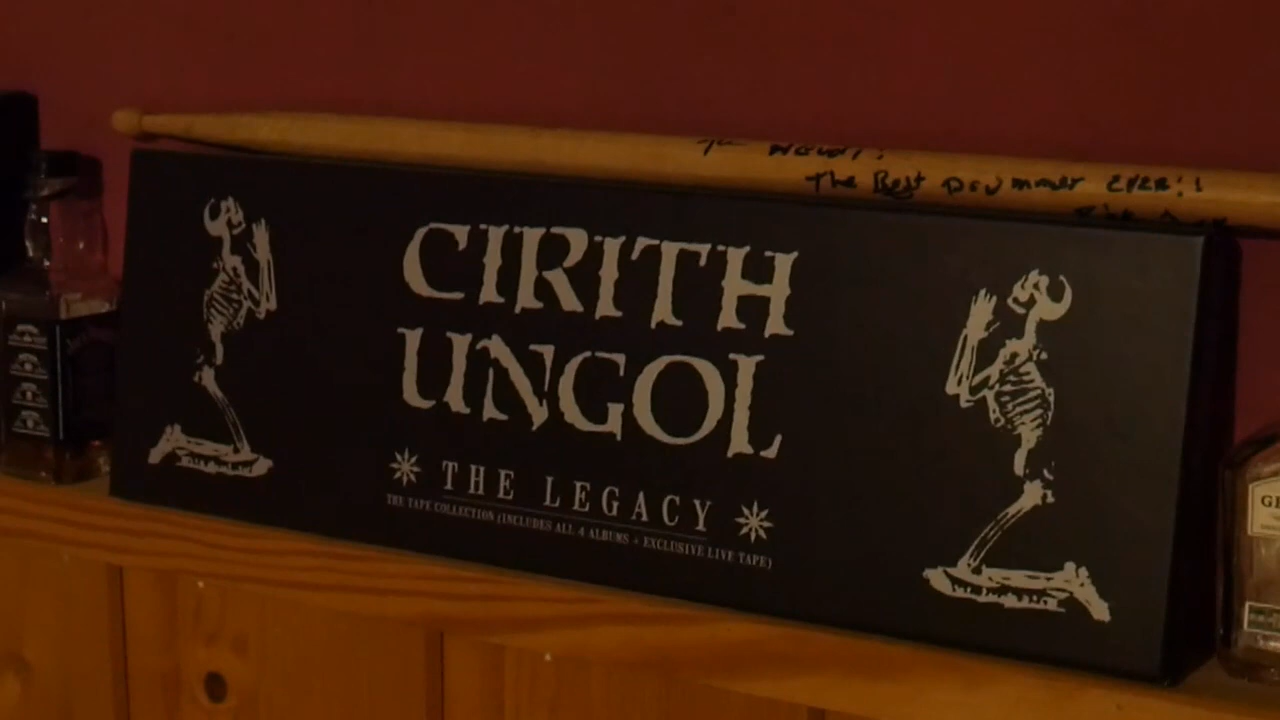 The Best Drummer Ever!!
CIRITH
UNGOL
THE LEGACY
THE TAPE COLLECTION (INCLUDES ALL 4 ALBUMS + EXCLUSIVE LIVE TAPE)